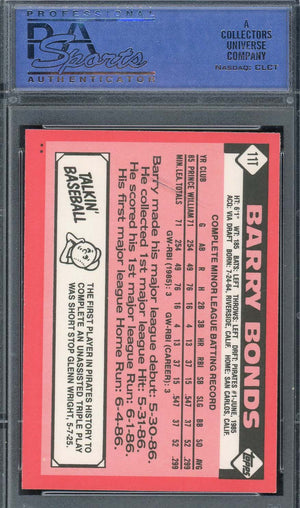 PROFESSIONAL
PSA
Sports
AUTHENTICATOR
A
COLLECTORS
UNIVERSE
COMPANY
NASDAQ: CLCT
11T
BARRY BONDS
HT: 6'1" WT: 185 BATS: LEFT THROWS: LEFT DRFT: PIRATES #1-JUNE, 1985
ACQ: VIA DRAFT BORN: 7-24-64, RIVERSIDE, CALIF. HOME: SAN CARLOS, CALIF.
COMPLETE MINOR LEAGUE BATTING RECORD
YR CLUB G AB R H 2B 3B HR RBI SB SLG BB SO AVG
85 PRINCE WILLIAM 71 254 49 76 16 4 13 37 15 .547 37 52 .299
MIN. LEA. TOTALS 71 254 49 76 16 4 13 37 15 .547 37 52 .299
GW-RBI (1985): 3 GW-RBI (CAREER): 3
Barry made his major league debut: 5-30-86.
He collected his 1st major league Hit: 5-31-86.
He scored his 1st major league Run: 6-1-86.
His first major league Home Run: 6-4-86.
TALKIN'
BASEBALL
THE FIRST PLAYER IN PIRATES HISTORY TO
COMPLETE AN UNASSISTED TRIPLE PLAY
WAS SHORT STOP GLENN WRIGHT, 5-7-25.
topps
**